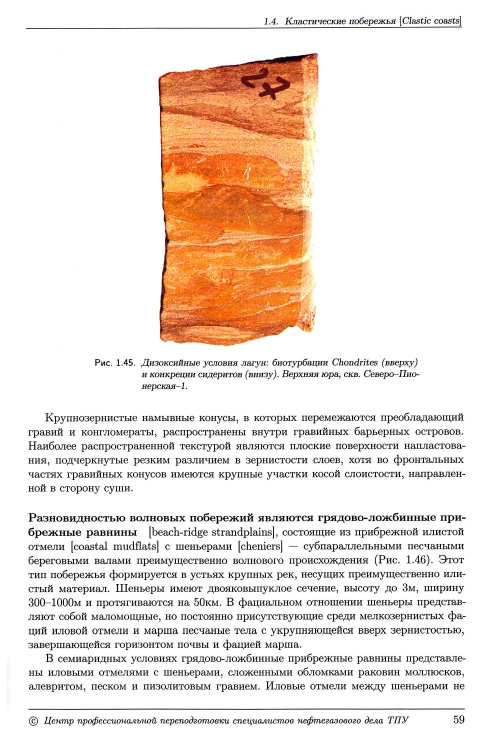 1.4. Кластические побережья [Clastic coasts]
27
Рис. 1.45. Дизоксийные условия лагун: биотурбации Chondrites (вверху)
и конкреции сидеритов (внизу). Верхняя юра, скв. Северо-Пио-
нерская-1.
Крупнозернистые намывные конусы, в которых перемежаются преобладающий
гравий и конгломераты, распространены внутри гравийных барьерных островов.
Наиболее распространенной текстурой являются плоские поверхности напластова-
ния, подчеркнутые резким различием в зернистости слоев, хотя во фронтальных
частях гравийных конусов имеются крупные участки косой слоистости, направлен-
ной в сторону суши.
Разновидностью волновых побережий являются грядово-ложбинные при-
брежные равнины [beach-ridge strandplains], состоящие из прибрежной илистой
отмели [coastal mudflats] с шеньерами [cheniers] — субпараллельными песчаными
береговыми валами преимущественно волнового происхождения (Рис. 1.46). Этот
тип побережья формируется в устьях крупных рек, несущих преимущественно или-
стый материал. Шеньеры имеют двояковыпуклое сечение, высоту до 3м, ширину
300–1000м и протягиваются на 50км. В фациальном отношении шеньеры представ-
ляют собой маломощные, но постоянно присутствующие среди мелкозернистых фа-
ций иловой отмели и марша песчаные тела с укрупняющейся вверх зернистостью,
завершающейся горизонтом почвы и фацией марша.
В семиаридных условиях грядово-ложбинные прибрежные равнины представле-
ны иловыми отмелями с шеньерами, сложенными обломками раковин моллюсков,
алевритом, песком и пизолитовым гравием. Иловые отмели между шеньерами не
© Центр профессиональной переподготовки специалистов нефтегазового дела ТПУ 59